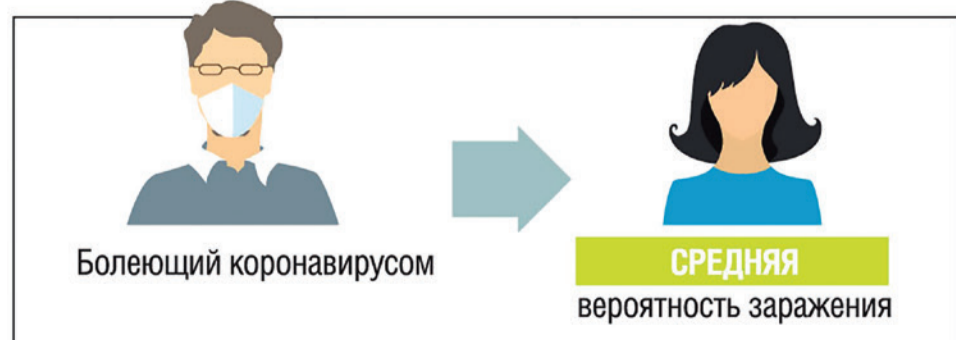 Болеющий коронавирусом
СРЕДНЯЯ
вероятность заражения